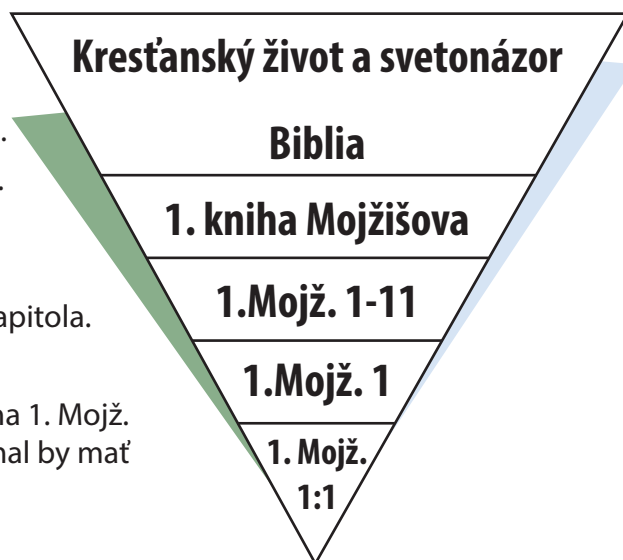 Kresťanský život a svetonázor
Biblia
1. kniha Mojžišova
1.Mojž. 1-11
apitola.
1.Mojž. 1
na 1. Mojž.
nal by mať
1. Mojž.
1:1